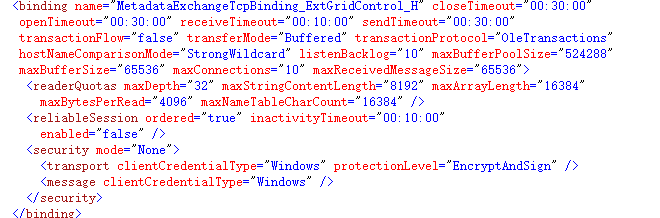 <binding name="MetadataExchangeTcpBinding_ExtGridControl_H" closeTimeout="00:30:00"
openTimeout="00:30:00" receiveTimeout="00:10:00" sendTimeout="00:30:00"
transactionFlow="false" transferMode="Buffered" transactionProtocol="OleTransactions"
hostNameComparisonMode="StrongWildcard" listenBacklog="10" maxBufferPoolSize="524288"
maxBufferSize="65536" maxConnections="10" maxReceivedMessageSize="65536">
<readerQuotas maxDepth="32" maxStringContentLength="8192" maxArrayLength="16384"
maxBytesPerRead="4096" maxNameTableCharCount="16384" />
<reliableSession ordered="true" inactivityTimeout="00:10:00"
enabled="false" />
<security mode="None">
<transport clientCredentialType="Windows" protectionLevel="EncryptAndSign" />
<message clientCredentialType="Windows" />
</security>
</binding>